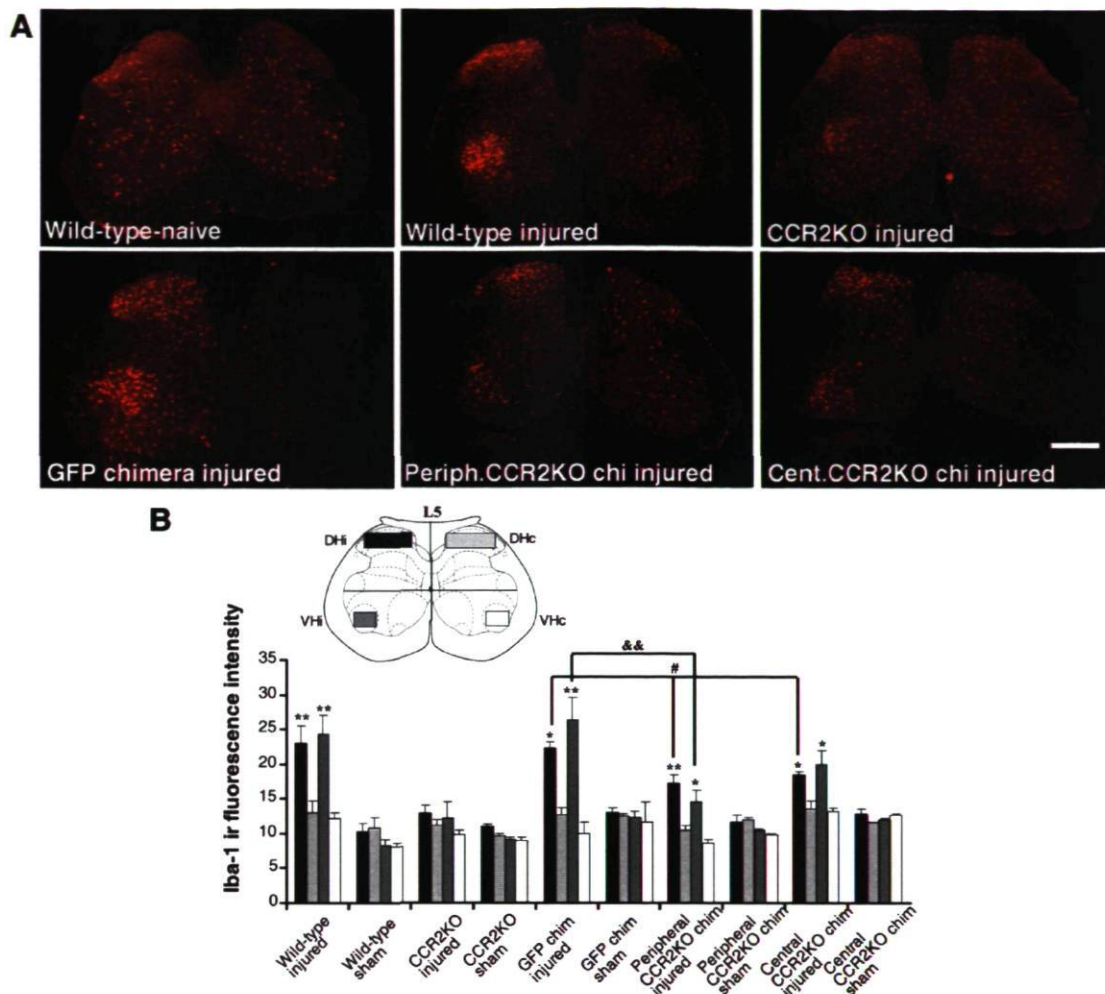 A
Wild-type-naive
Wild-type injured
CCR2KO injured
GFP chimera injured
Periph.CCR2KO chi injured
Cent.CCR2KO chi injured
B
L5
DHi
DHc
VHi
VHc
Iba-1 ir fluorescence intensity
35
30
25
20
15
10
5
0
**
**
*
**
&&
#
**
*
*
*
Wild-type
injured
Wild-type
sham
CCR2KO
injured
CCR2KO
sham
GFP chim
injured
GFP chim
sham
Peripheral
CCR2KO chim
injured
Peripheral
CCR2KO chim
sham
Central
CCR2KO chim
injured
Central
CCR2KO sham